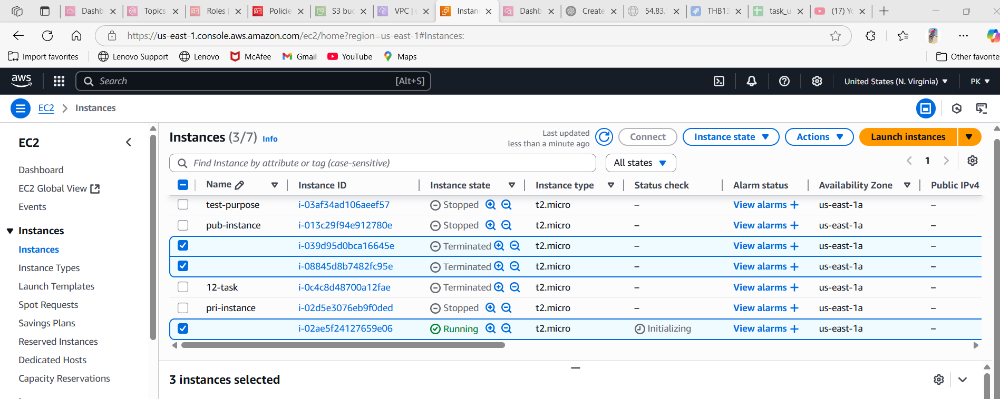 Dashb
Topics
Roles |
Policie
S3 buc
VPC | u
Instan
Dashb
Create
54.83.
THB13
task_u
(17) Yo
https://us-east-1.console.aws.amazon.com/ec2/home?region=us-east-1#Instances:
Import favorites
Lenovo Support
Lenovo
McAfee
Gmail
YouTube
Maps
Other favorite
aws
Search
[Alt+S]
United States (N. Virginia)
PK
EC2
Instances
EC2
Dashboard
EC2 Global View
Events
Instances
Instances
Instance Types
Launch Templates
Spot Requests
Savings Plans
Reserved Instances
Dedicated Hosts
Capacity Reservations
Instances (3/7) Info
Last updated
less than a minute ago
Connect
Instance state
Actions
Launch instances
Find Instance by attribute or tag (case-sensitive)
All states
1
Name Instance ID Instance state Instance type Status check Alarm status Availability Zone Public IPv4
test-purpose i-03af34ad106aeef57 Stopped t2.micro – View alarms + us-east-1a –
pub-instance i-013c29f94e912780e Stopped t2.micro – View alarms + us-east-1a –
i-039d95d0bca16645e Terminated t2.micro – View alarms + us-east-1a –
i-08845d8b7482fc95e Terminated t2.micro – View alarms + us-east-1a –
12-task i-0c4c8d48700a12fae Terminated t2.micro – View alarms + us-east-1a –
pri-instance i-02d5e3076eb9f0ded Stopped t2.micro – View alarms + us-east-1a –
i-02ae5f24127659e06 Running t2.micro Initializing View alarms + us-east-1a –
3 instances selected